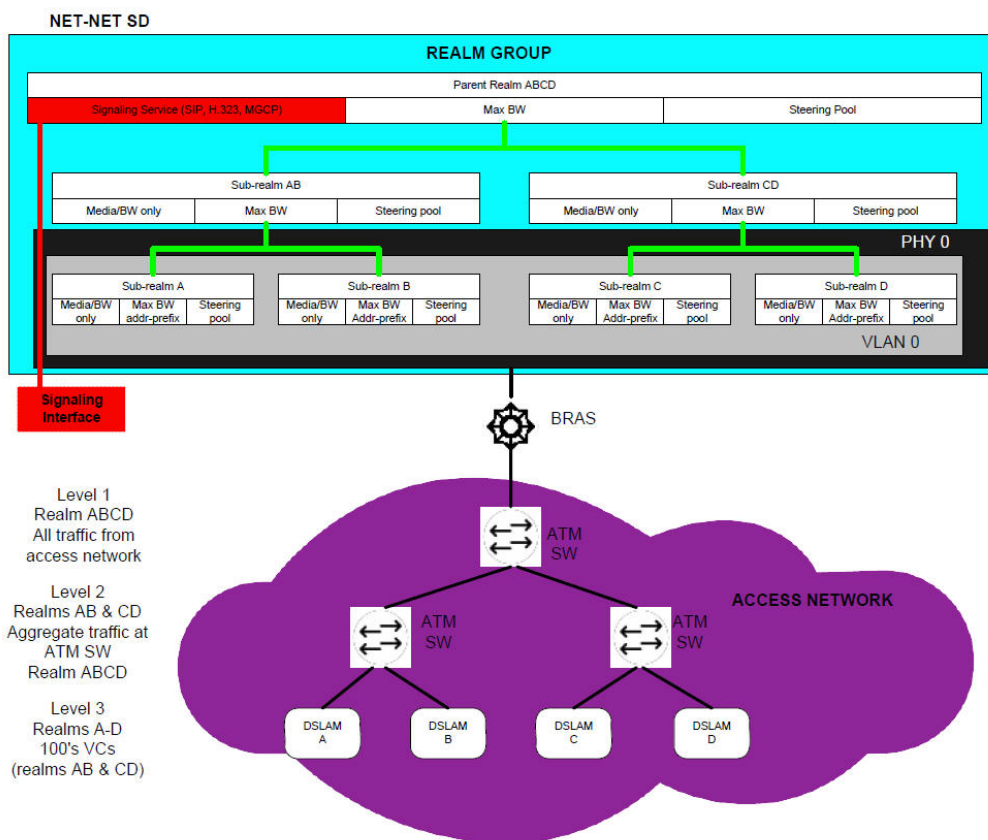 NET-NET SD
REALM GROUP
Parent Realm ABCD
Signaling Service (SIP, H.323, MGCP)
Max BW
Steering Pool
Sub-realm AB
Media/BW only
Max BW
Steering pool
Sub-realm CD
Media/BW only
Max BW
Steering pool
PHY 0
Sub-realm A
Media/BW
only
Max BW
addr-prefix
Steering
pool
Sub-realm B
Media/BW
only
Max BW
Addr-prefix
Steering
pool
Sub-realm C
Media/BW
only
Max BW
Addr-prefix
Steering
pool
Sub-realm D
Media/BW
only
Max BW
Addr-prefix
Steering
pool
VLAN 0
Signaling
Interface
BRAS
Level 1
Realm ABCD
All traffic from
access network
Level 2
Realms AB & CD
Aggregate traffic at
ATM SW
Realm ABCD
Level 3
Realms A-D
100's VCs
(realms AB & CD)
ATM
SW
ATM
SW
ATM
SW
ACCESS NETWORK
DSLAM
A
DSLAM
B
DSLAM
C
DSLAM
D